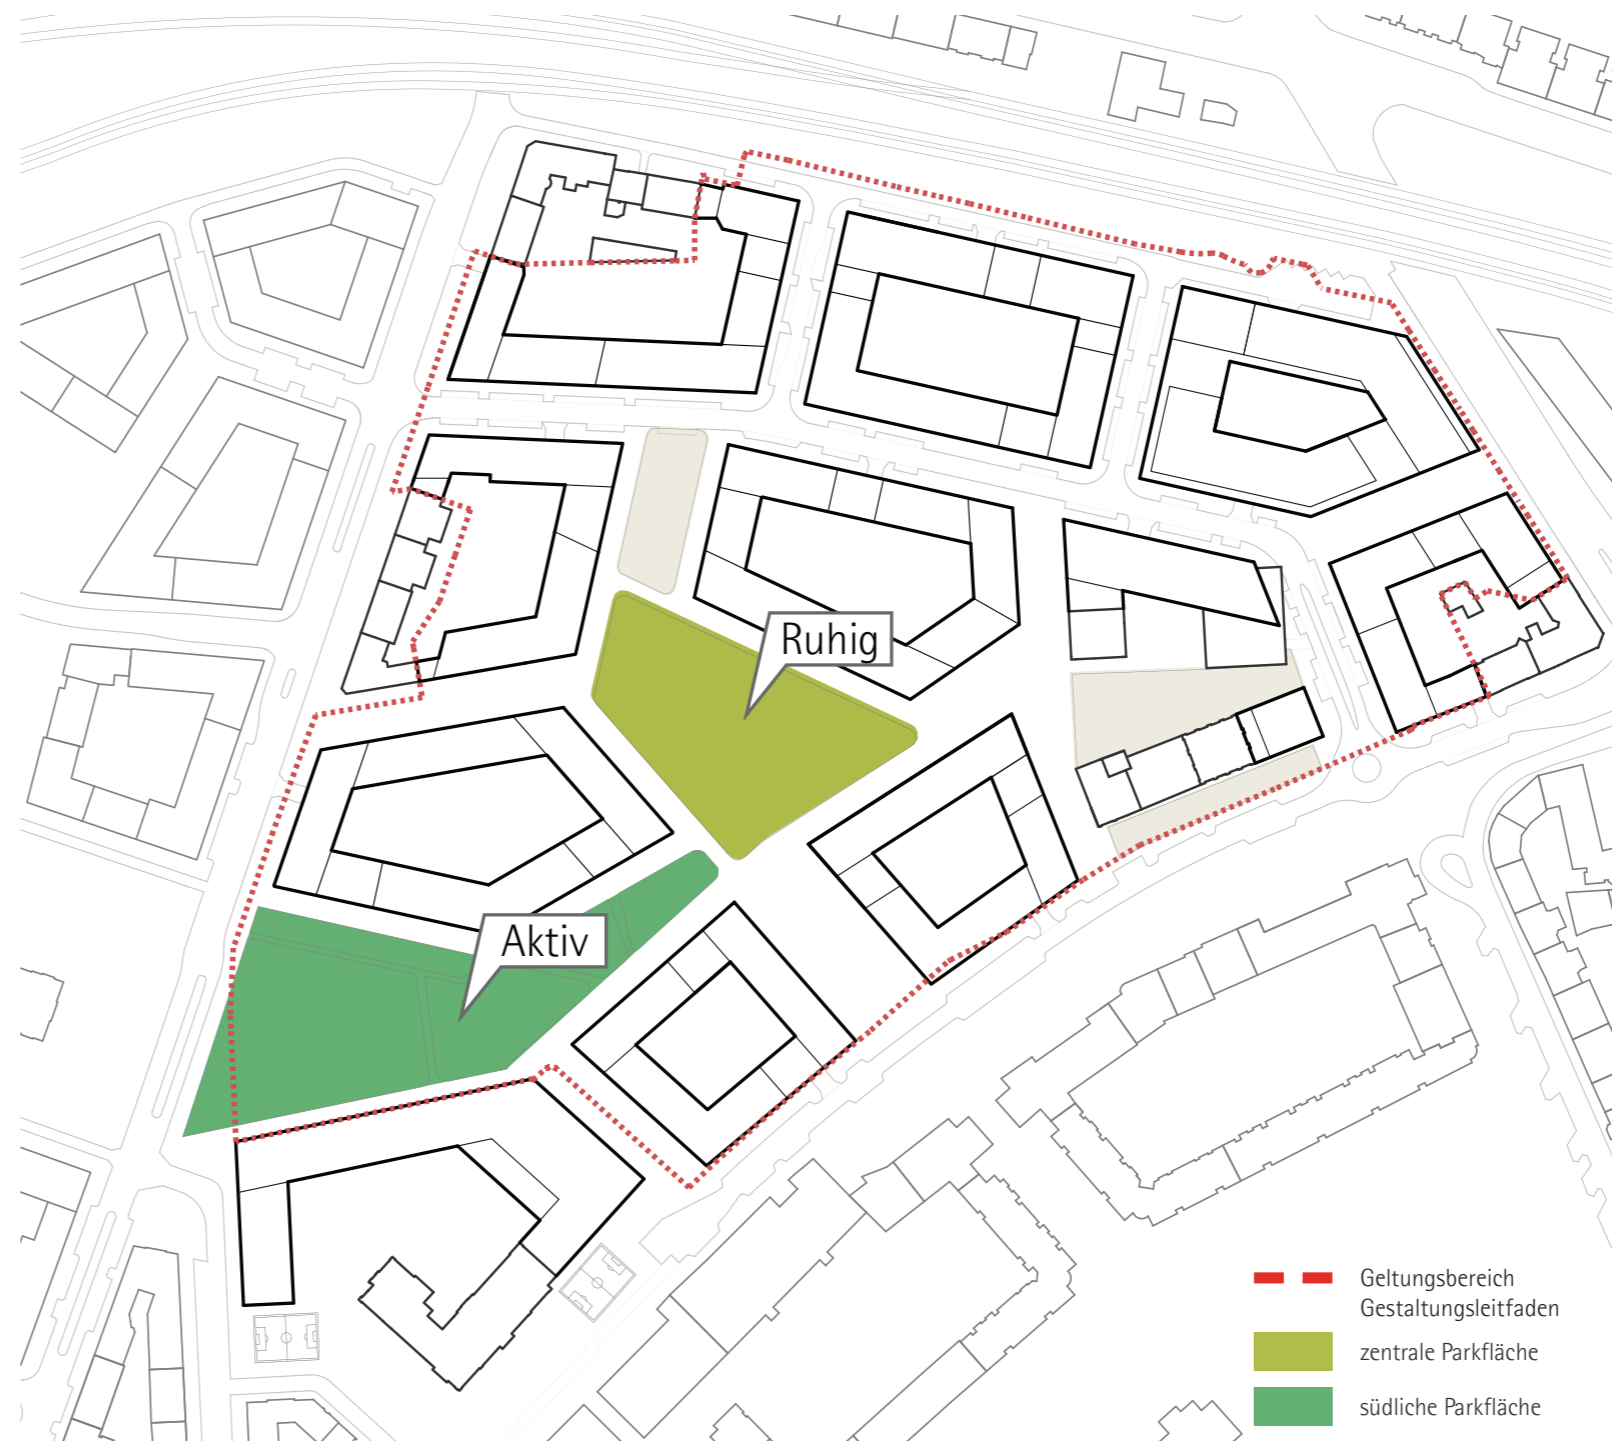 Ruhig
Aktiv
Geltungsbereich
Gestaltungsleitfaden
zentrale Parkfläche
südliche Parkfläche